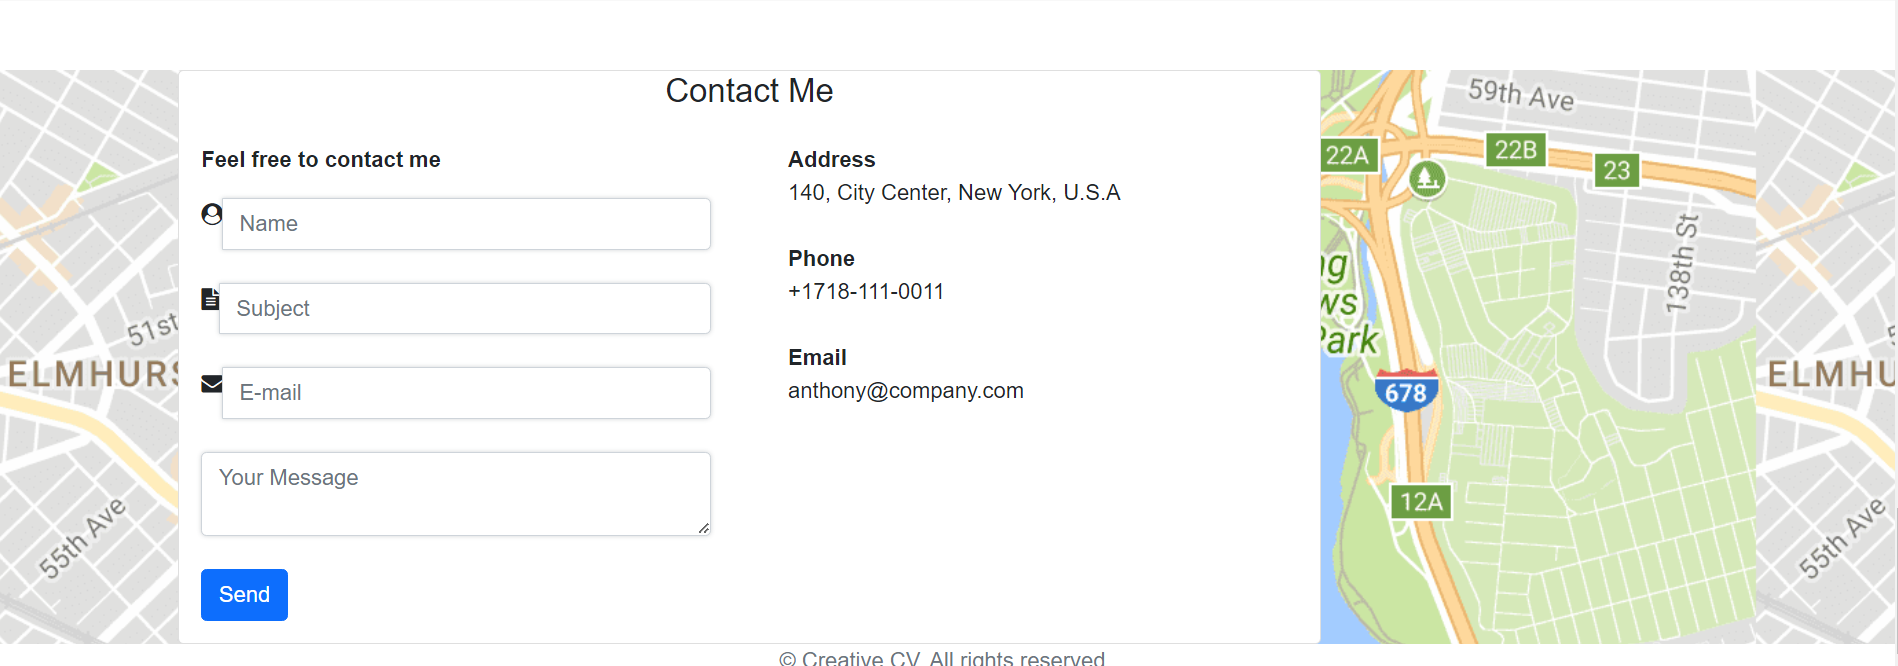 Contact Me
Feel free to contact me
Name
Subject
E-mail
Your Message
Send
Address
140, City Center, New York, U.S.A
Phone
+1718-111-0011
Email
anthony@company.com
51st
ELMHURS
55th Ave
59th Ave
22A
22B
23
138th St
ng
ws
Park
678
12A
5
ELMHU
55th Ave
© Creative CV. All rights reserved